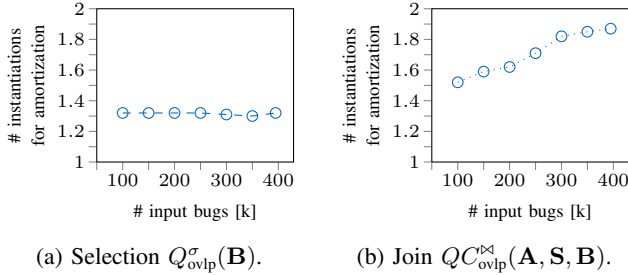 2
1.8
1.6
1.4
1.2
1
100 200 300 400
# instantiations
for amortization
# input bugs [k]
(a) Selection Q^σ_ovlp(B).
2
1.8
1.6
1.4
1.2
1
100 200 300 400
# instantiations
for amortization
# input bugs [k]
(b) Join QC^⋈_ovlp(A, S, B).